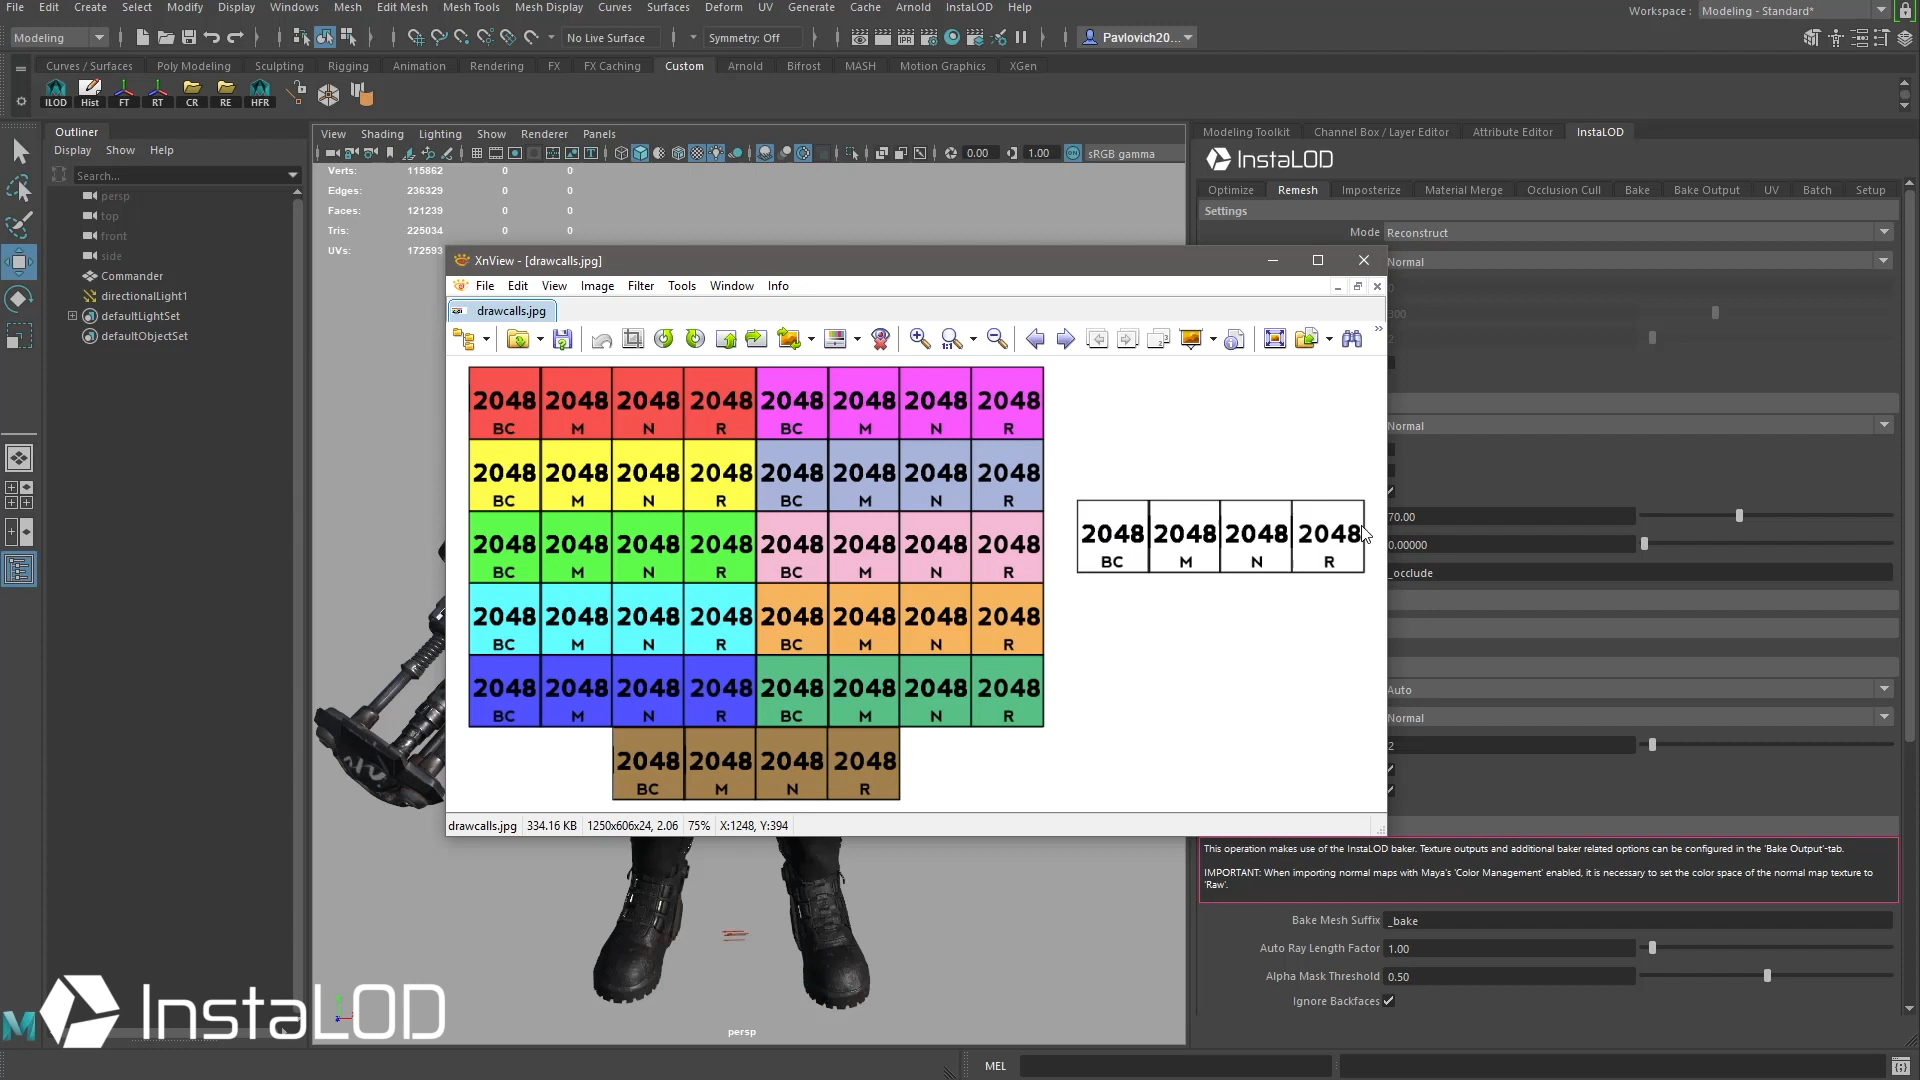 File Edit Create Select Modify Display Windows Mesh Edit Mesh Mesh Tools Mesh Display Curves Surfaces Deform UV Generate Cache Arnold InstaLOD Help
Workspace : Modeling - Standard*
Modeling
No Live Surface
Symmetry: Off
Pavlovich20...
Curves / Surfaces Poly Modeling Sculpting Rigging Animation Rendering FX FX Caching Custom Arnold Bifrost MASH Motion Graphics XGen
ILOD Hist FT RT CR RE HFR
Outliner
Display Show Help
Search...
persp
top
front
side
Commander
directionalLight1
defaultLightSet
defaultObjectSet
View Shading Lighting Show Renderer Panels
0.00 1.00 sRGB gamma
Verts: 115862 0 0
Edges: 236329 0 0
Faces: 121239 0 0
Tris: 225034 0 0
UVs: 172593
Modeling Toolkit Channel Box / Layer Editor Attribute Editor InstaLOD
InstaLOD
Optimize Remesh Imposterize Material Merge Occlusion Cull Bake Bake Output UV Batch Setup
Settings
Mode Reconstruct
Normal
300
Normal
70.00
0.00000
_occlude
Auto
Normal
2
This operation makes use of the InstaLOD baker. Texture outputs and additional baker related options can be configured in the 'Bake Output'-tab.
IMPORTANT: When importing normal maps with Maya's 'Color Management' enabled, it is necessary to set the color space of the normal map texture to
'Raw'.
Bake Mesh Suffix _bake
Auto Ray Length Factor 1.00
Alpha Mask Threshold 0.50
Ignore Backfaces
XnView - [drawcalls.jpg]
File Edit View Image Filter Tools Window Info
drawcalls.jpg
2048 2048 2048 2048 2048 2048 2048 2048
BC M N R BC M N R
2048 2048 2048 2048 2048 2048 2048 2048
BC M N R BC M N R
2048 2048 2048 2048 2048 2048 2048 2048
BC M N R BC M N R
2048 2048 2048 2048 2048 2048 2048 2048
BC M N R BC M N R
2048 2048 2048 2048 2048 2048 2048 2048
BC M N R BC M N R
2048 2048 2048 2048
BC M N R
2048 2048 2048 2048
BC M N R
drawcalls.jpg 334.16 KB 1250x606x24, 2.06 75% X:1248, Y:394
persp
InstaLOD
MEL